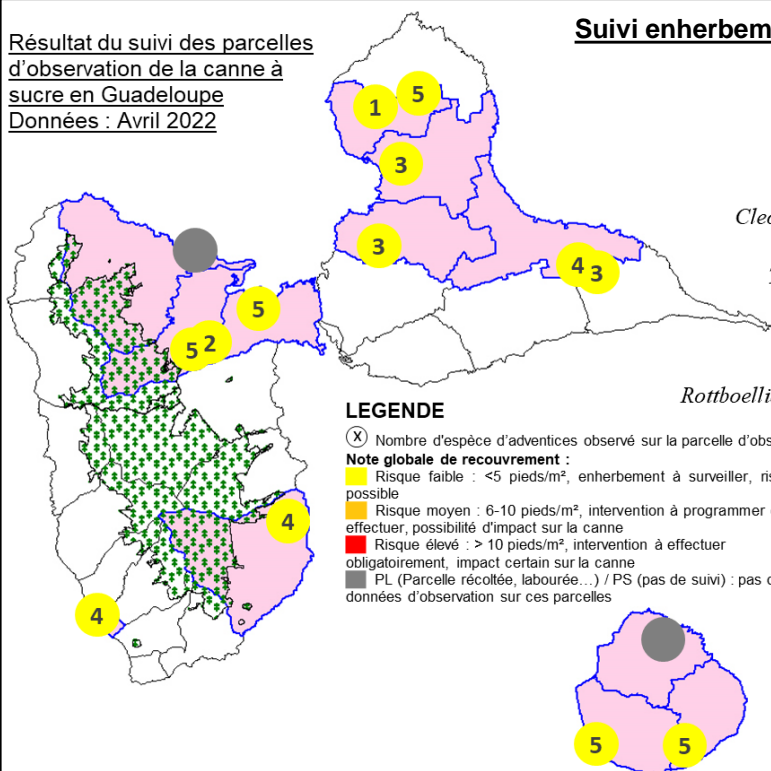 Résultat du suivi des parcelles
d'observation de la canne à
sucre en Guadeloupe
Données : Avril 2022
Suivi enherbem
1
5
3
3
4
3
Cleo
5
5
2
4
4
Rottboelli
LEGENDE
X Nombre d'espèce d'adventices observé sur la parcelle d'obs
Note globale de recouvrement :
Risque faible : <5 pieds/m², enherbement à surveiller, ris
possible
Risque moyen : 6-10 pieds/m², intervention à programmer
effectuer, possibilité d'impact sur la canne
Risque élevé : > 10 pieds/m², intervention à effectuer
obligatoirement, impact certain sur la canne
PL (Parcelle récoltée, labourée…) / PS (pas de suivi) : pas
données d'observation sur ces parcelles
5
5